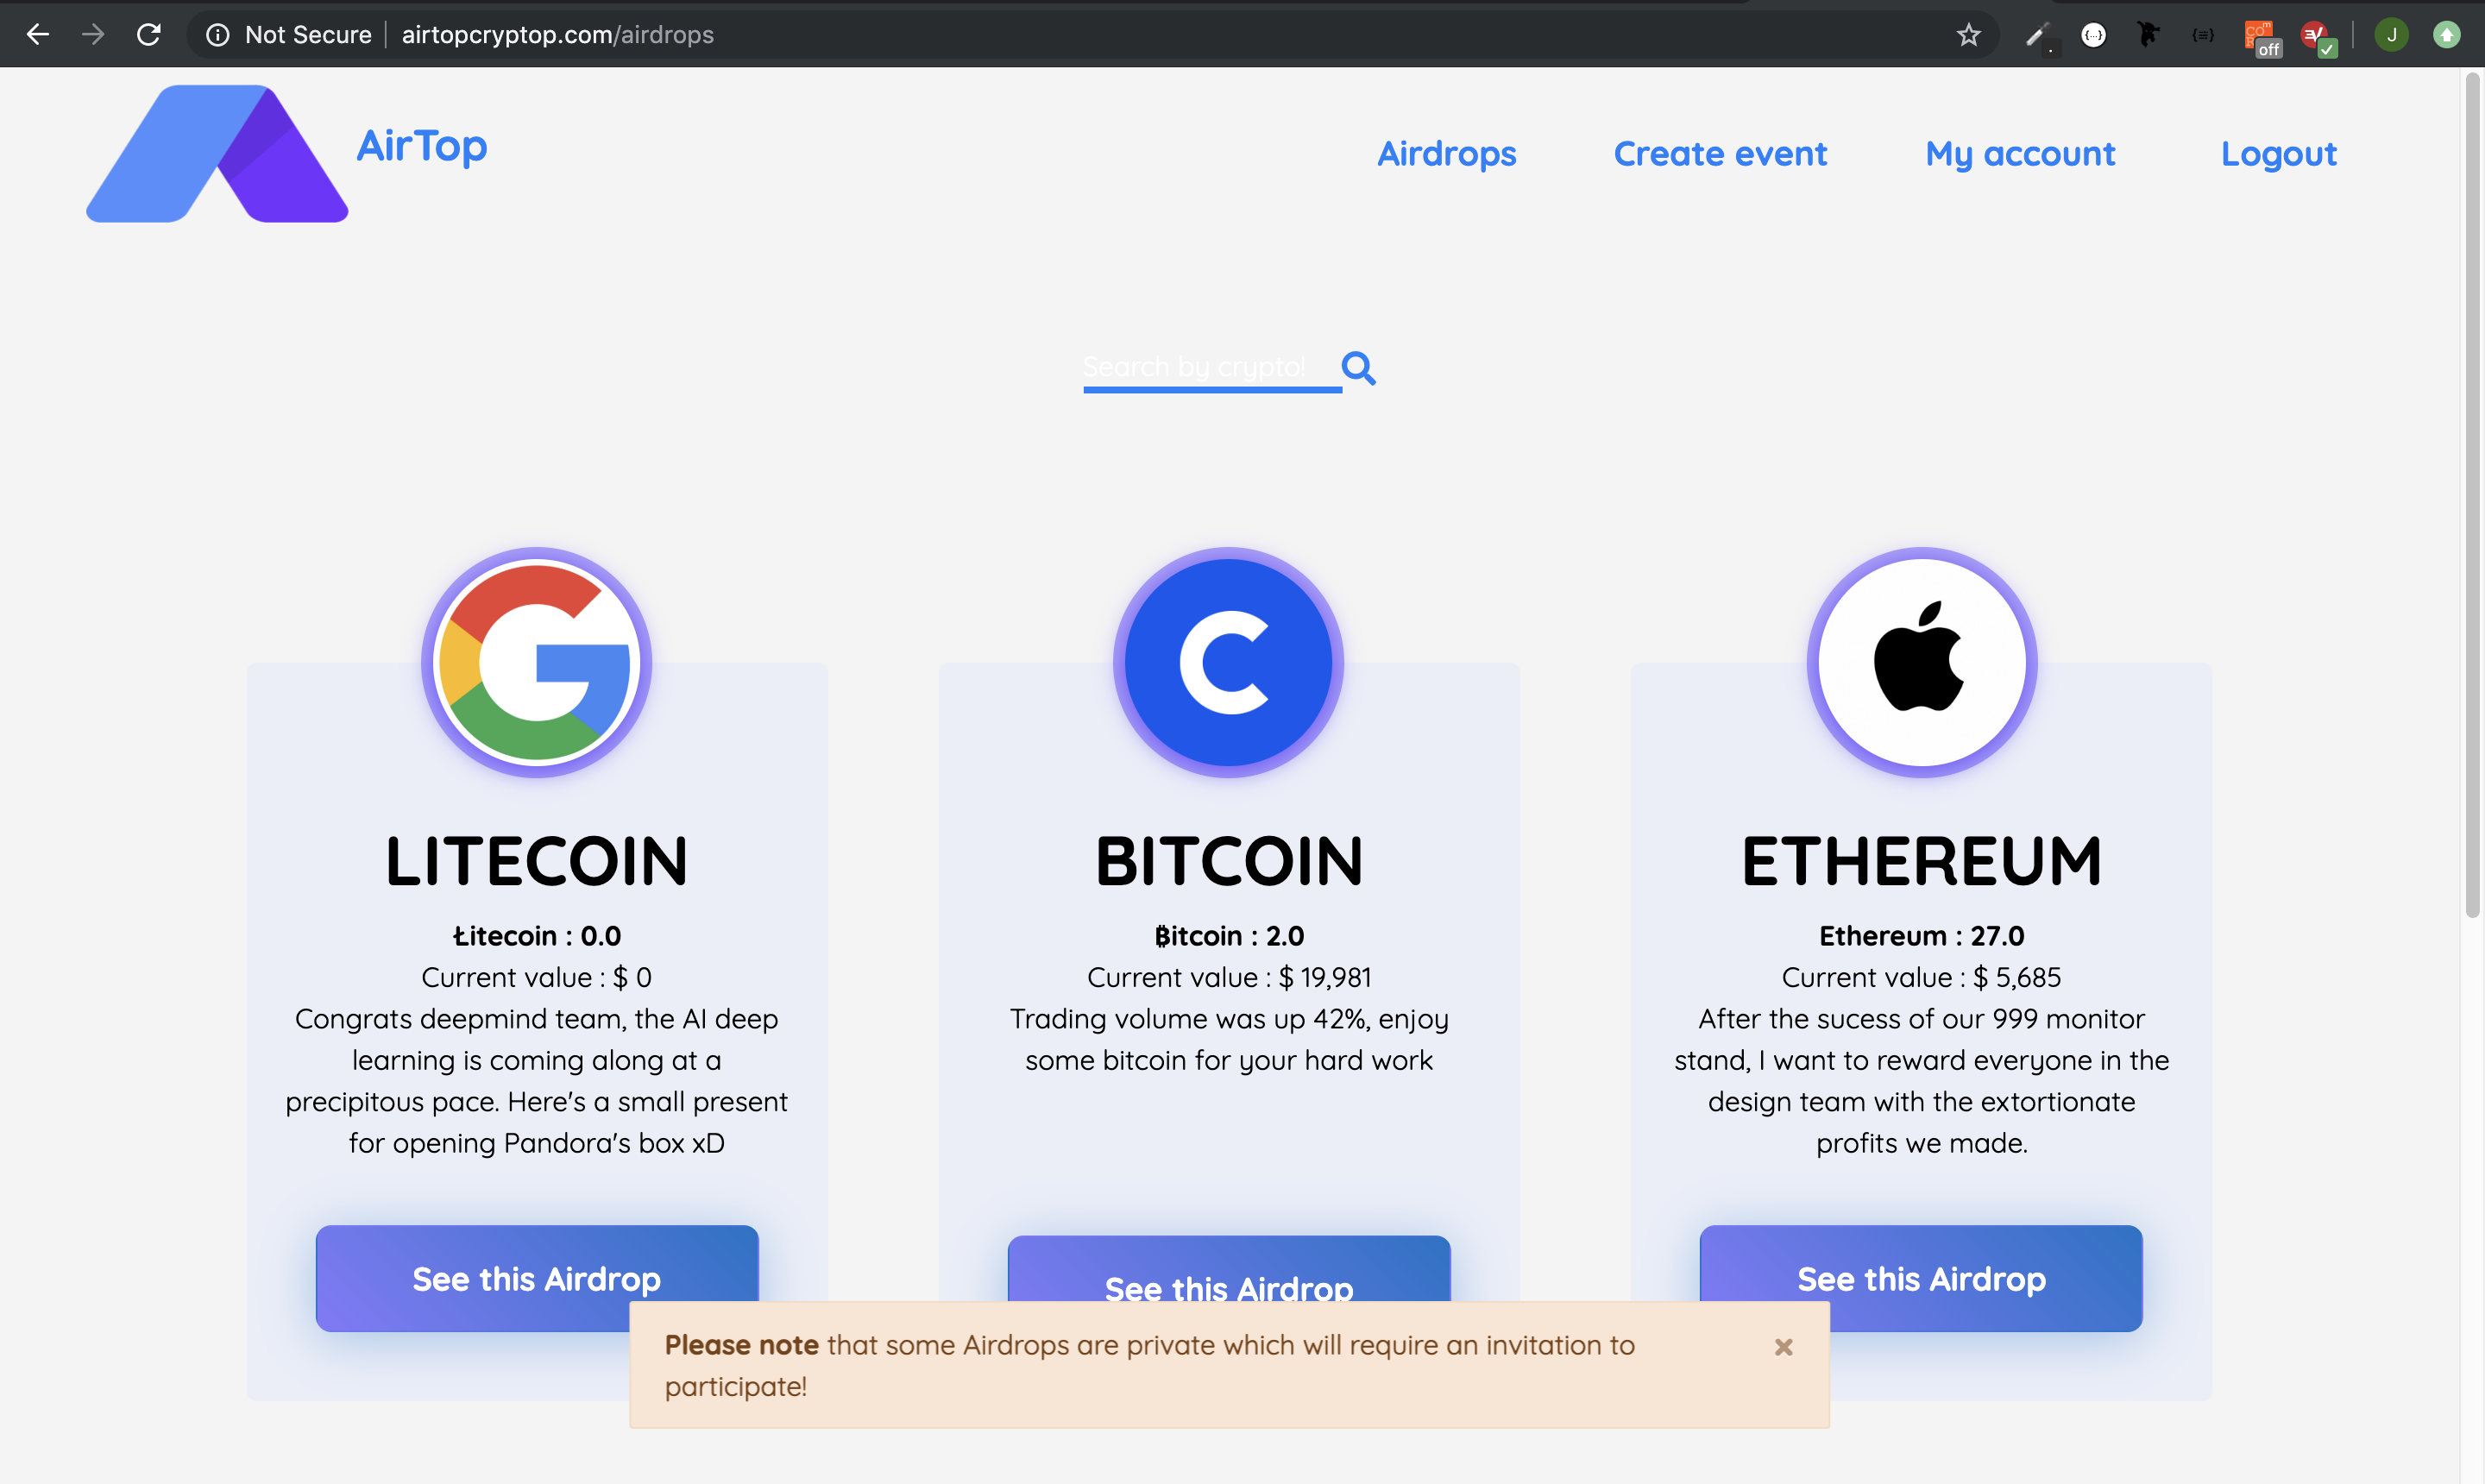 Not Secure airtopcryptop.com/airdrops
off
J
AirTop
Airdrops Create event My account Logout
Search by crypto!
LITECOIN
Łitecoin : 0.0
Current value : $ 0
Congrats deepmind team, the AI deep
learning is coming along at a
precipitous pace. Here's a small present
for opening Pandora's box xD
See this Airdrop
BITCOIN
₿itcoin : 2.0
Current value : $ 19,981
Trading volume was up 42%, enjoy
some bitcoin for your hard work
See this Airdrop
ETHEREUM
Ethereum : 27.0
Current value : $ 5,685
After the sucess of our 999 monitor
stand, I want to reward everyone in the
design team with the extortionate
profits we made.
See this Airdrop
Please note that some Airdrops are private which will require an invitation to
participate!